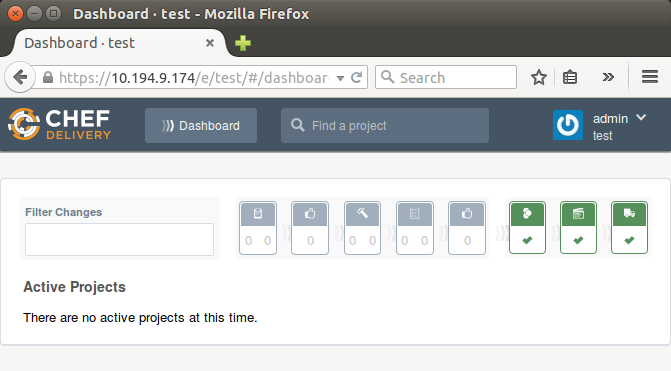 Dashboard · test - Mozilla Firefox
Dashboard · test
https://10.194.9.174/e/test/#/dashboar
Search
CHEF
DELIVERY
Dashboard
Find a project
admin
test
Filter Changes
0 0 0 0 0 0 0 0
Active Projects
There are no active projects at this time.